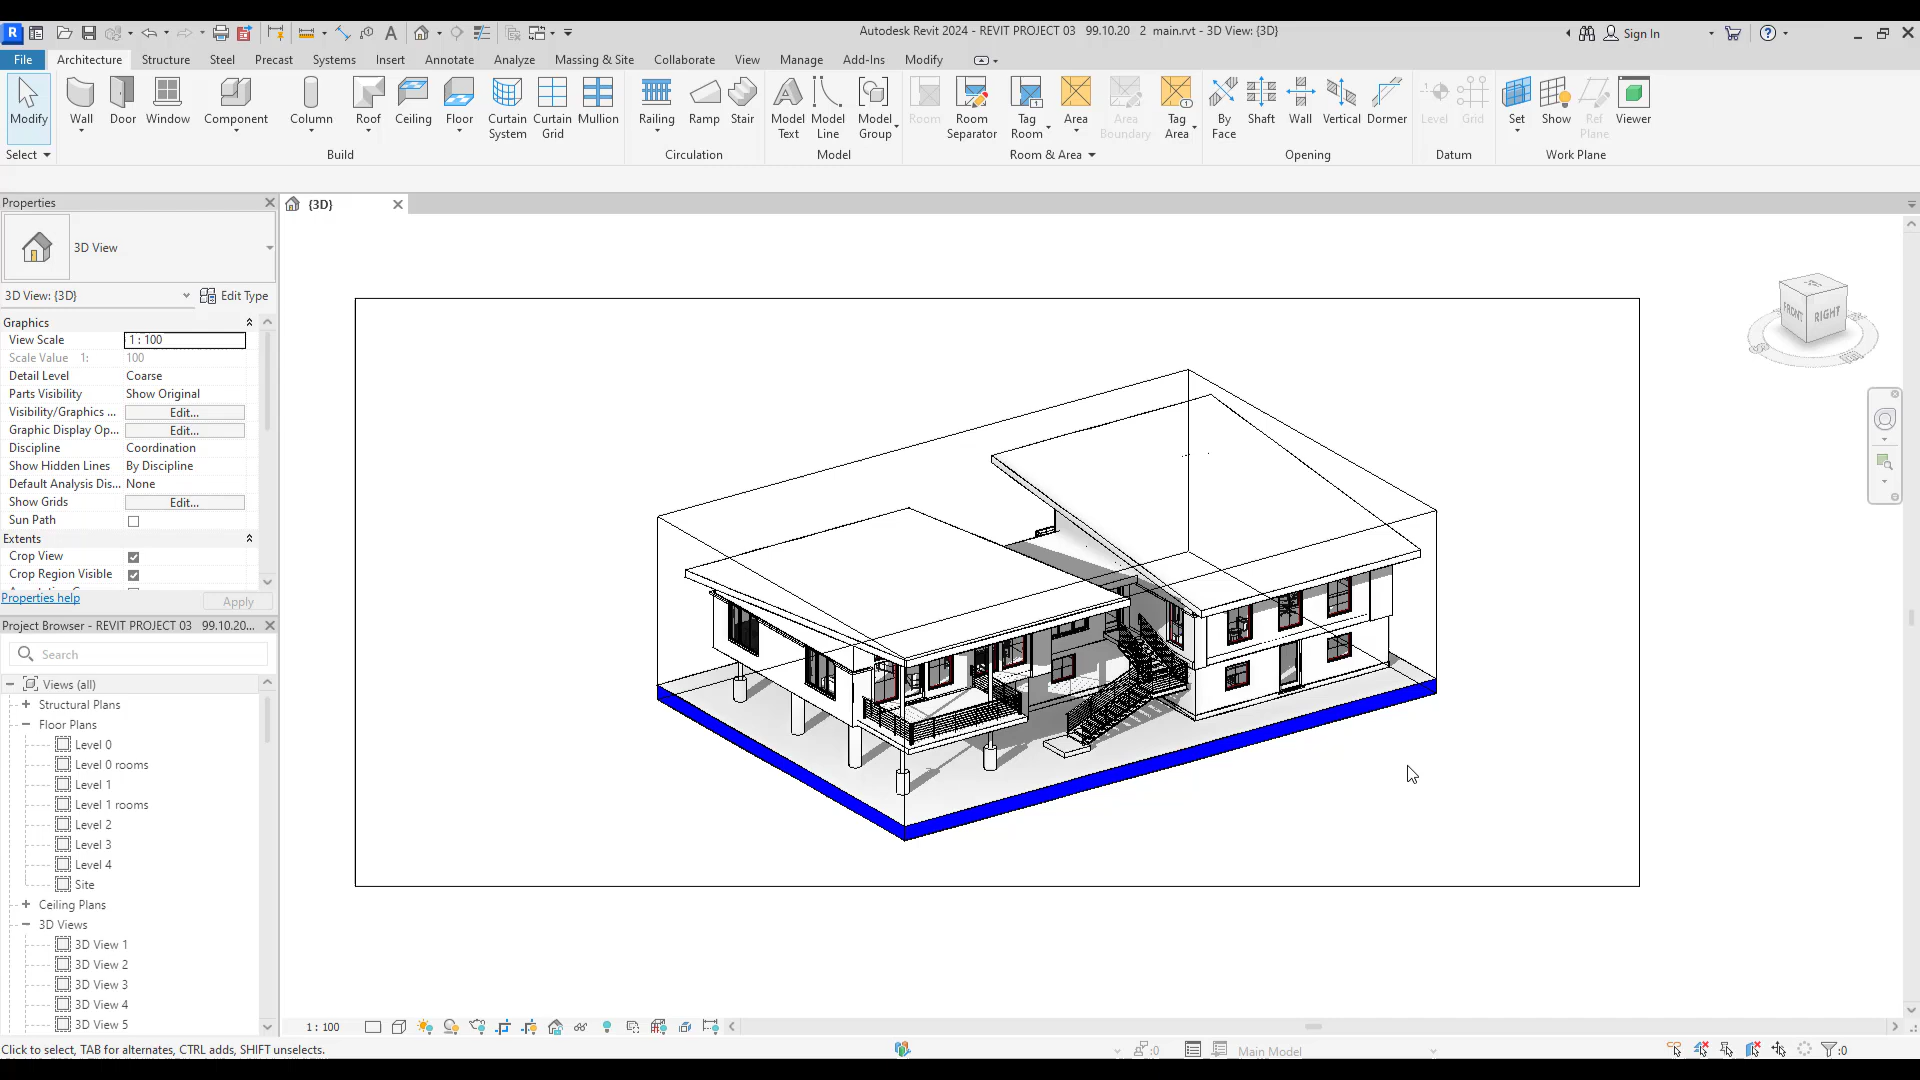 R
A
Autodesk Revit 2024 - REVIT PROJECT 03   99.10.20   2  main.rvt - 3D View: {3D}
Sign In
File Architecture Structure Steel Precast Systems Insert Annotate Analyze Massing & Site Collaborate View Manage Add-Ins Modify
Modify Wall Door Window Component Column Roof Ceiling Floor Curtain System Curtain Grid Mullion Railing Ramp Stair Model Text Model Line Model Group Room Room Separator Tag Room Area Area Boundary Tag Area By Face Shaft Wall Vertical Dormer Level Grid Set Show Ref Plane Viewer
Select Build Circulation Model Room & Area Opening Datum Work Plane
Properties
{3D}
3D View
3D View: {3D} Edit Type
Graphics
View Scale 1 : 100
Scale Value    1: 100
Detail Level Coarse
Parts Visibility Show Original
Visibility/Graphics ... Edit...
Graphic Display Op... Edit...
Discipline Coordination
Show Hidden Lines By Discipline
Default Analysis Dis... None
Show Grids Edit...
Sun Path
Extents
Crop View
Crop Region Visible
Properties help Apply
Project Browser - REVIT PROJECT 03   99.10.20...
Search
Views (all)
Structural Plans
Floor Plans
Level 0
Level 0 rooms
Level 1
Level 1 rooms
Level 2
Level 3
Level 4
Site
Ceiling Plans
3D Views
3D View 1
3D View 2
3D View 3
3D View 4
3D View 5
FRONT RIGHT
1 : 100
Click to select, TAB for alternates, CTRL adds, SHIFT unselects.
:0
Main Model
:0